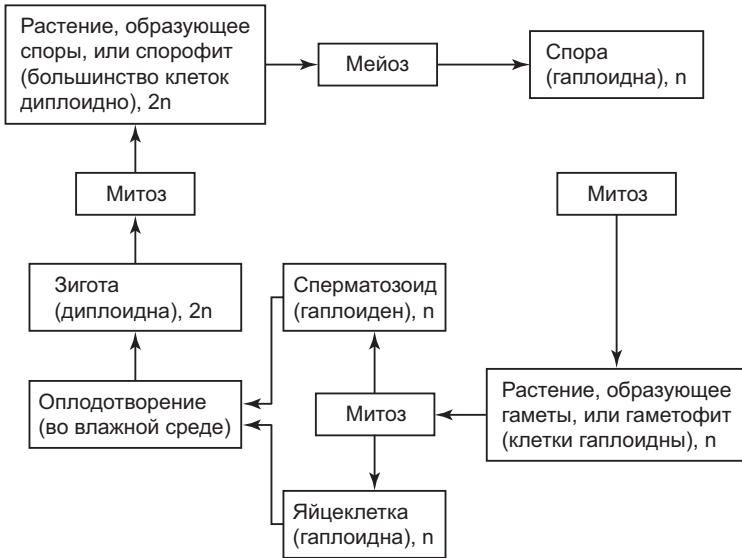 Растение, образующее
споры, или спорофит
(большинство клеток
диплоидно), 2n
Мейоз
Спора
(гаплоидна), n
Митоз
Митоз
Зигота
(диплоидна), 2n
Сперматозоид
(гаплоиден), n
Оплодотворение
(во влажной среде)
Митоз
Растение, образующее
гаметы, или гаметофит
(клетки гаплоидны), n
Яйцеклетка
(гаплоидна), n